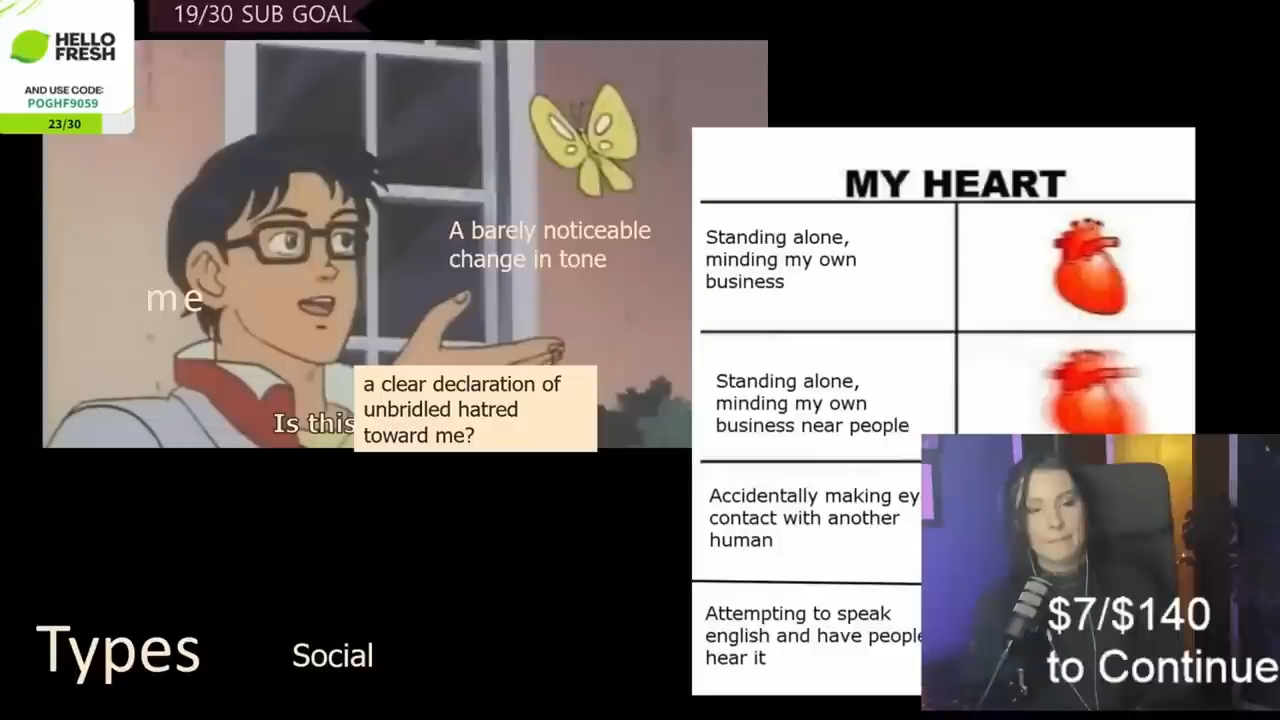 19/30 SUB GOAL
HELLO
FRESH
AND USE CODE:
POGHF9059
23/30
A barely noticeable
change in tone
me
a clear declaration of
unbridled hatred
toward me?
Is this
MY HEART
Standing alone,
minding my own
business
Standing alone,
minding my own
business near people
Accidentally making ey
contact with another
human
Attempting to speak
english and have people
hear it
Types
Social
$7/$140
to Continue